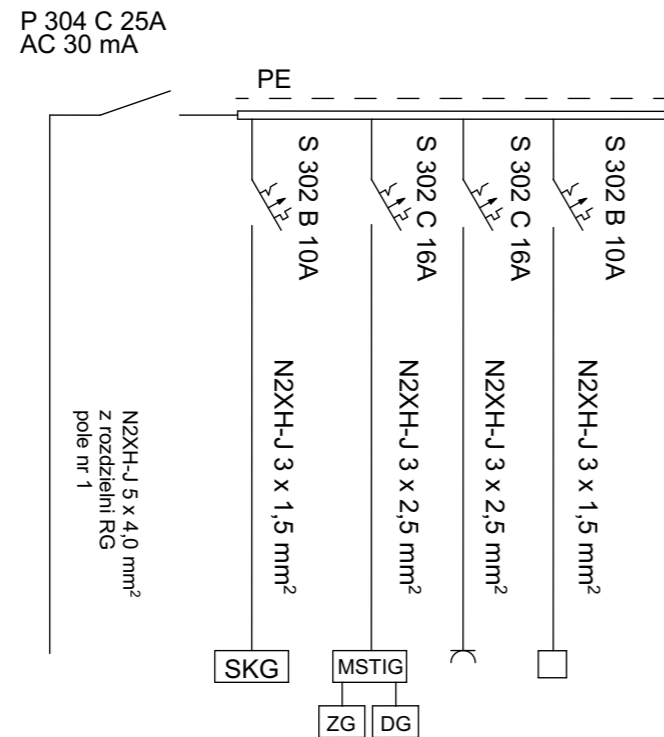 P 304 C 25A
AC 30 mA
PE
S 302 B 10A
S 302 C 16A
S 302 C 16A
S 302 B 10A
N2XH-J 5 x 4,0 mm²
z rozdzielni RG
pole nr 1
N2XH-J 3 x 1,5 mm²
N2XH-J 3 x 2,5 mm²
N2XH-J 3 x 2,5 mm²
N2XH-J 3 x 1,5 mm²
SKG
MSTIG
ZG
DG